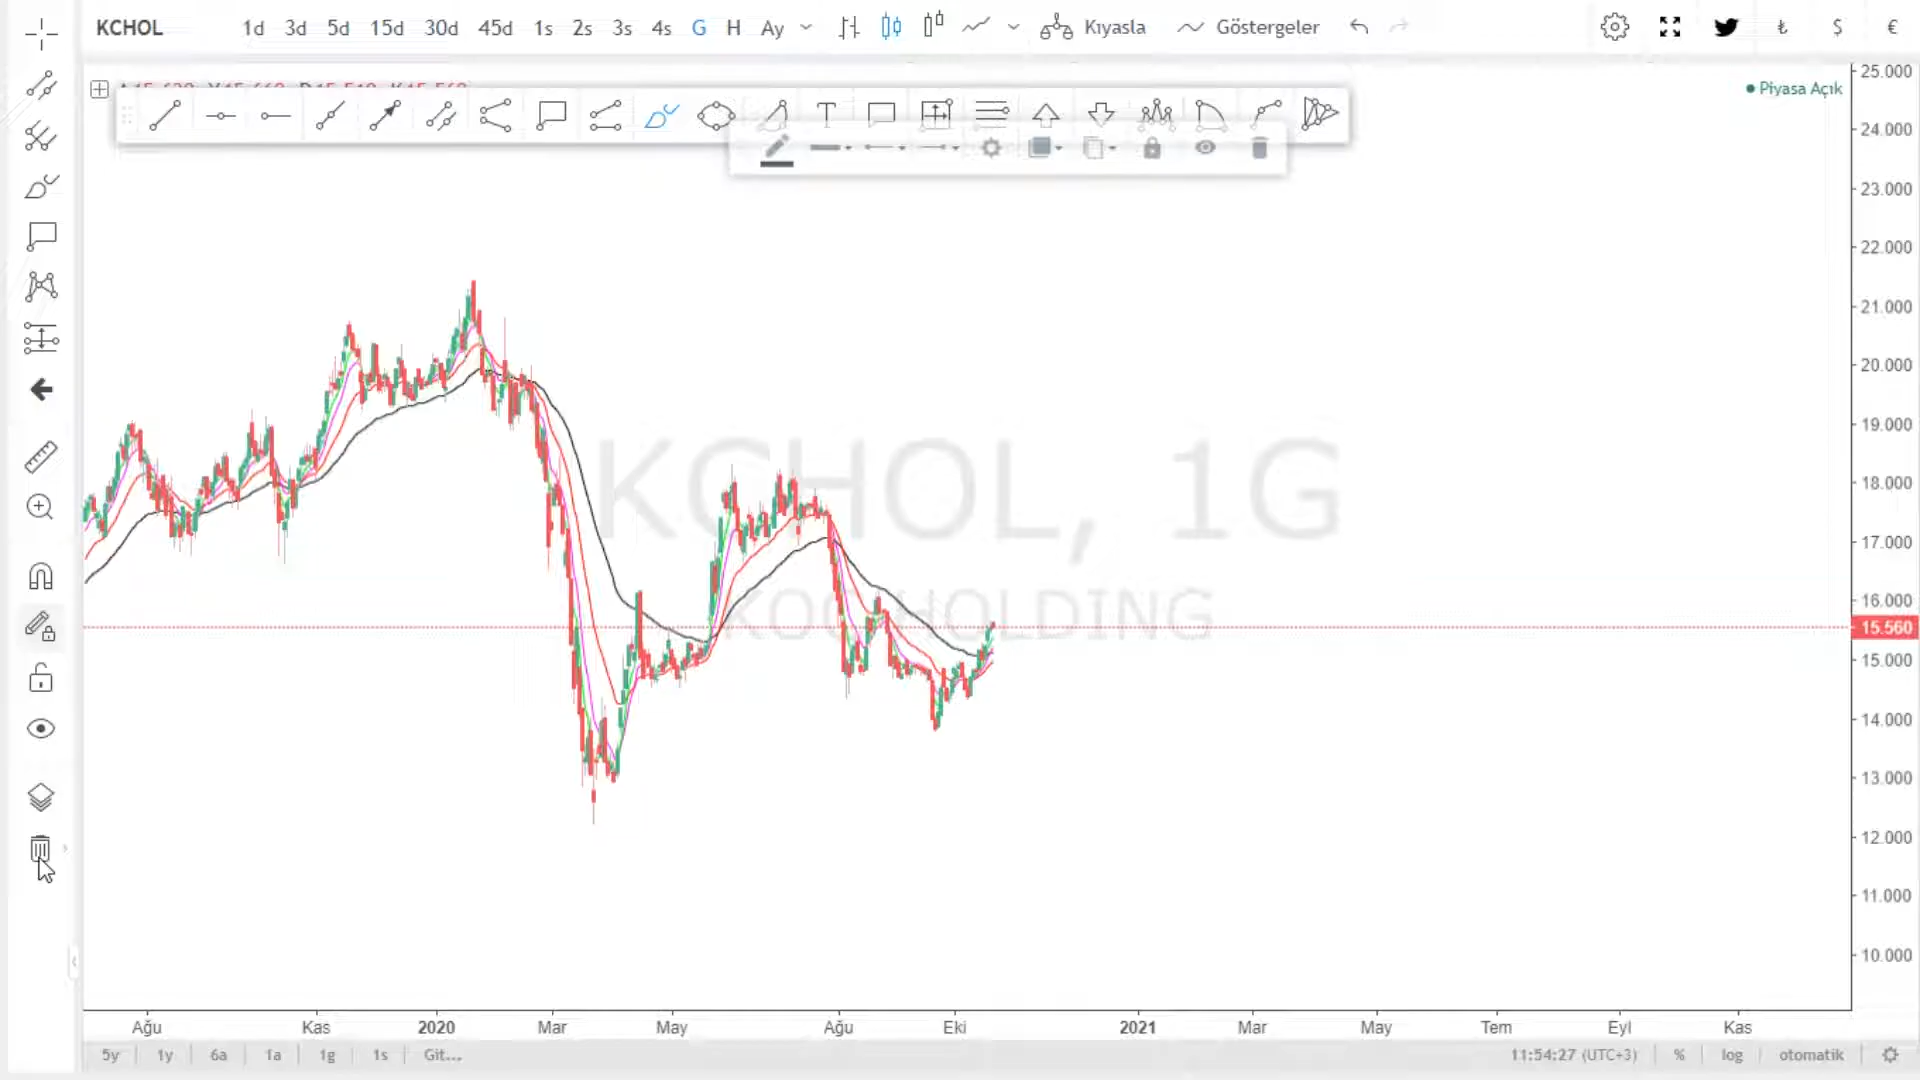 KCHOL 1d 3d 5d 15d 30d 45d 1s 2s 3s 4s G H Ay Kıyasla Göstergeler ₺ $ €
Piyasa Açık
T
25.000
24.000
23.000
22.000
21.000
20.000
19.000
18.000
17.000
16.000
15.560
15.000
14.000
13.000
12.000
11.000
10.000
KCHOL, 1G
KOÇ HOLDİNG
Ağu Kas 2020 Mar May Ağu Eki 2021 Mar May Tem Eyl Kas
5y 1y 6a 1a 1g 1s Git... 11:54:27 (UTC+3) % log otomatik